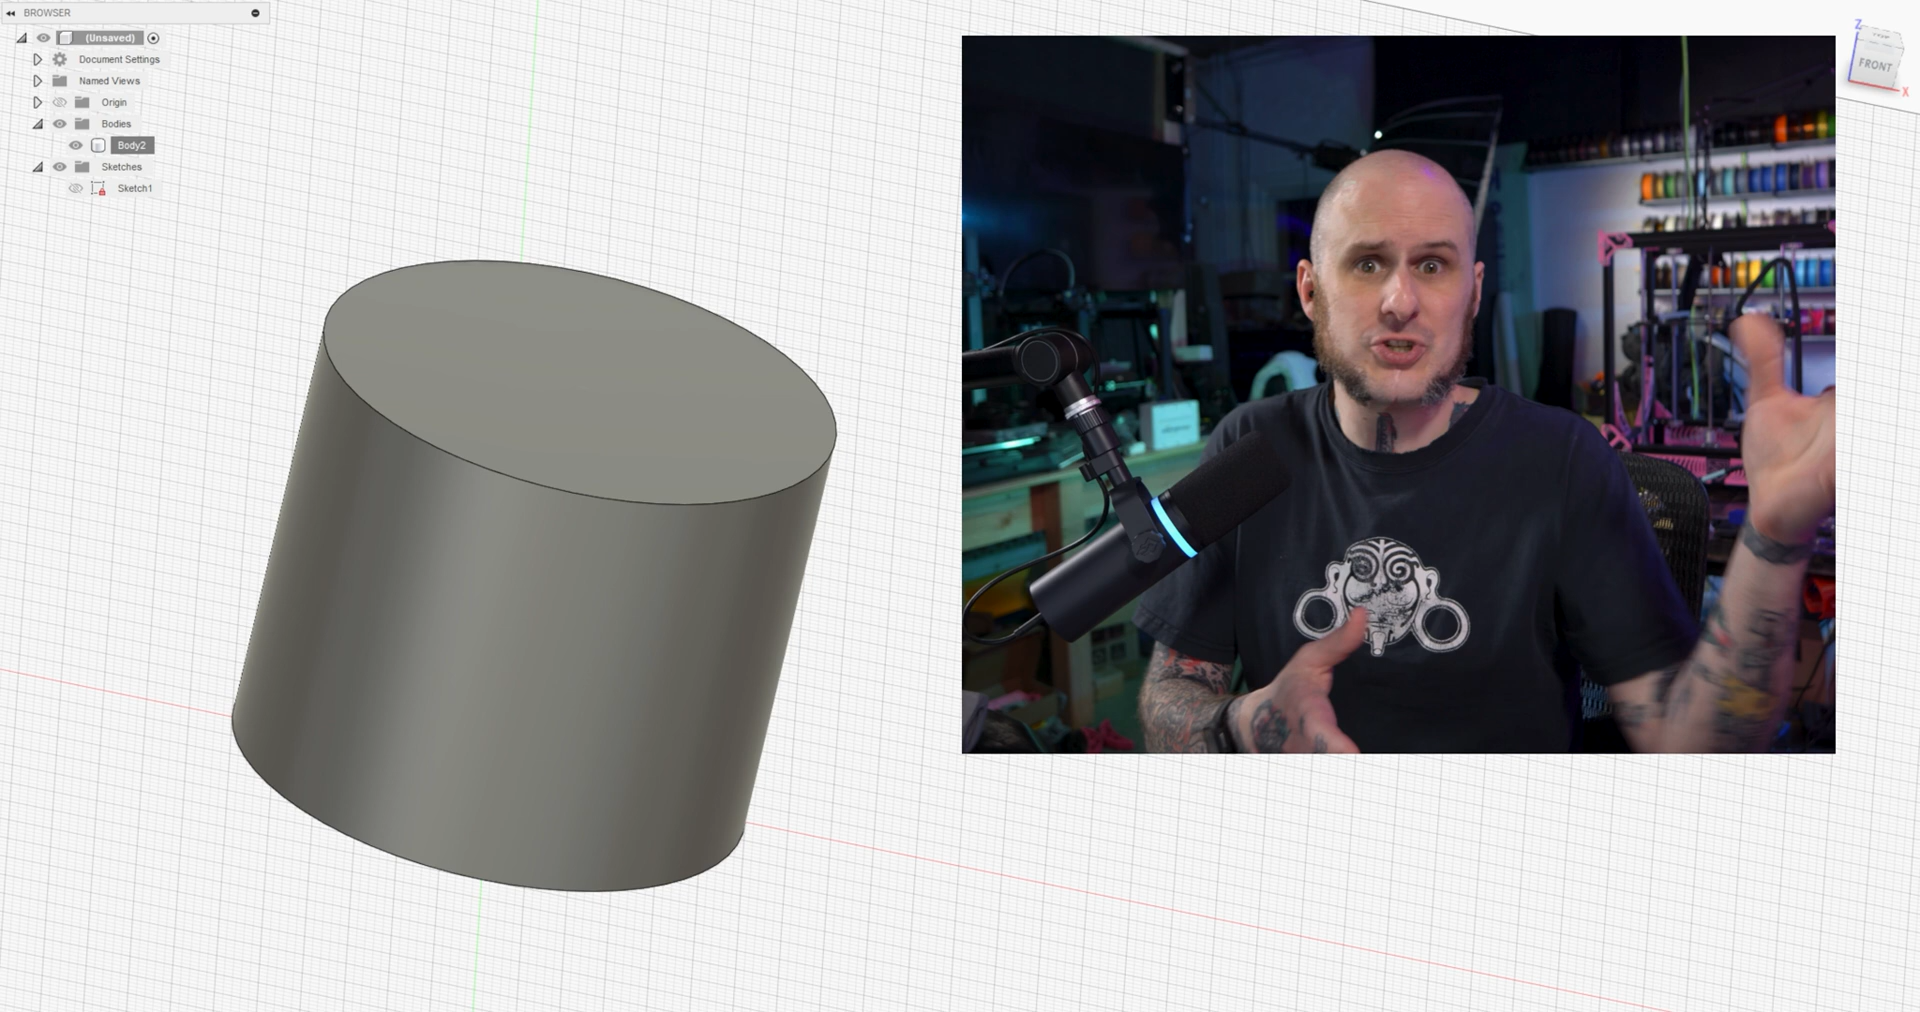 BROWSER
(Unsaved)
Document Settings
Named Views
Origin
Bodies
Body2
Sketches
Sketch1
Z
FRONT
X